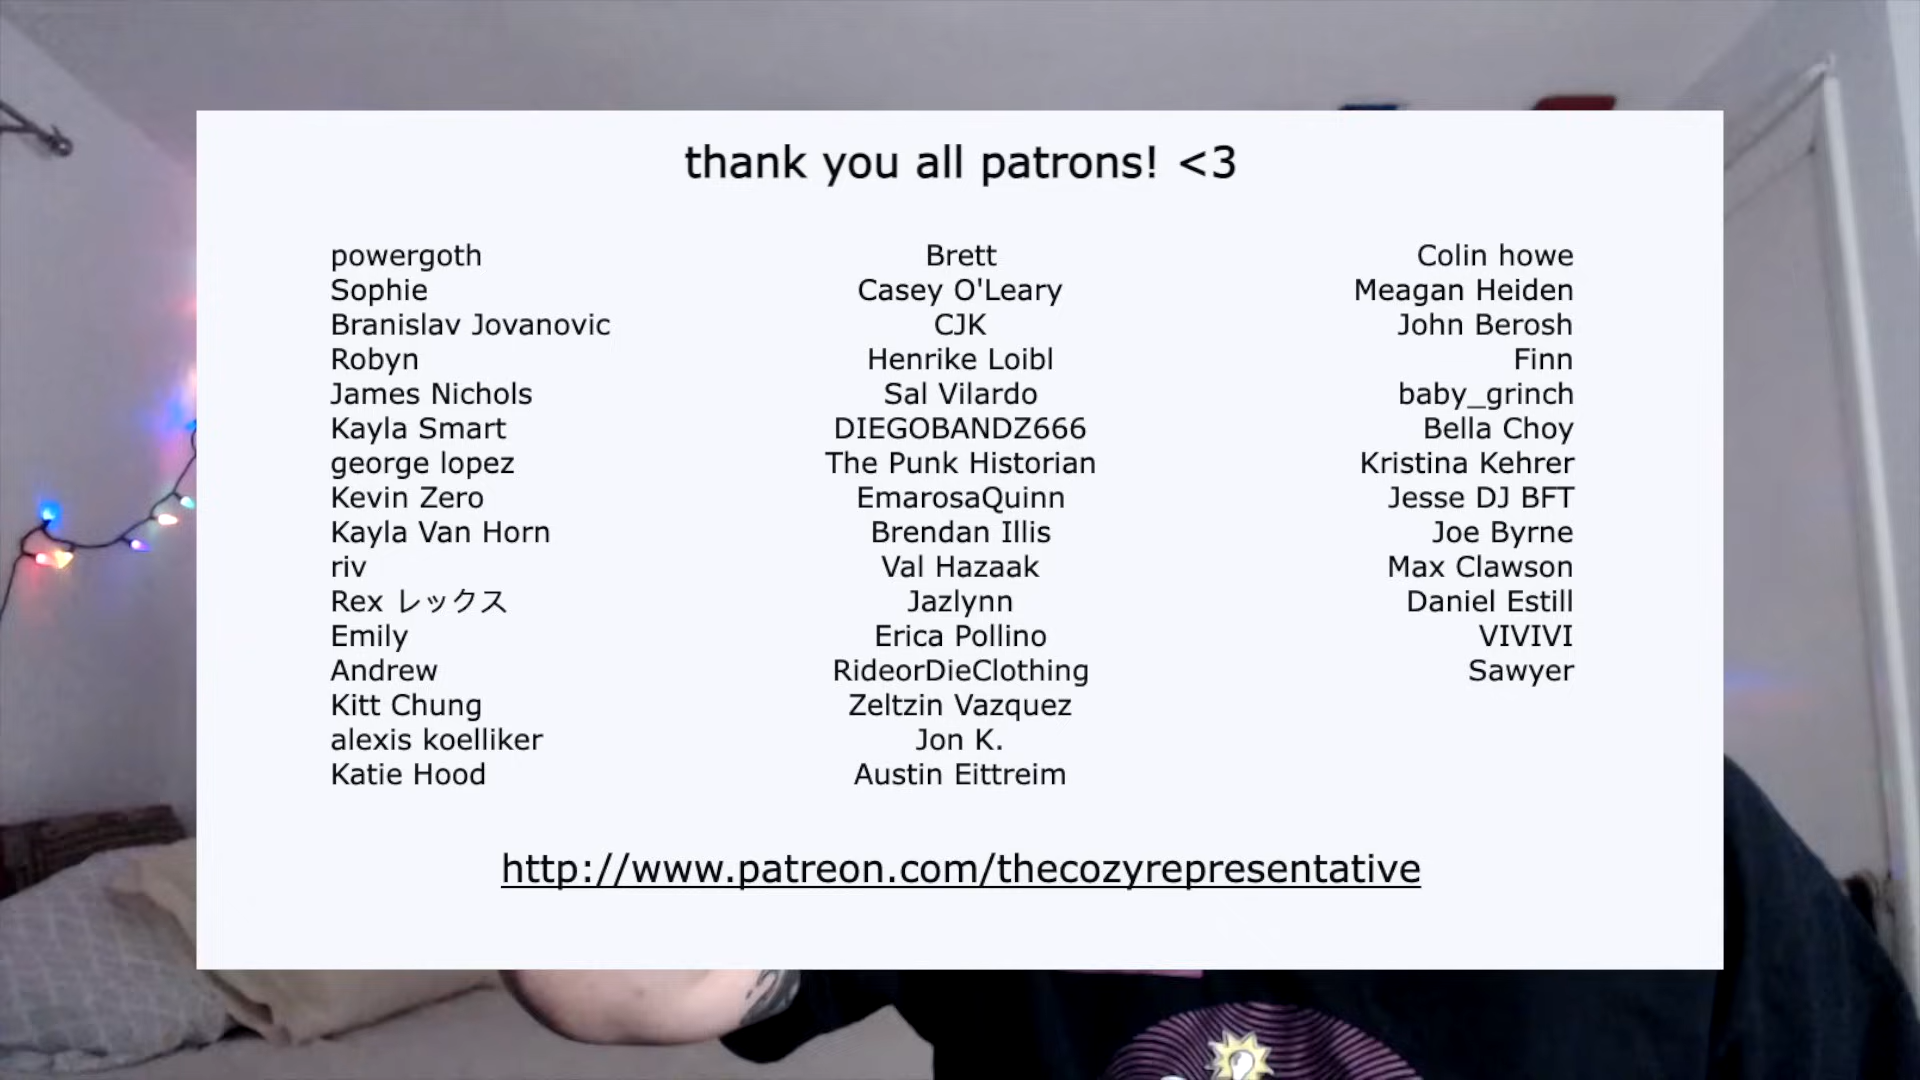 thank you all patrons! <3
powergoth
Sophie
Branislav Jovanovic
Robyn
James Nichols
Kayla Smart
george lopez
Kevin Zero
Kayla Van Horn
riv
Rex レックス
Emily
Andrew
Kitt Chung
alexis koelliker
Katie Hood
Brett
Casey O'Leary
CJK
Henrike Loibl
Sal Vilardo
DIEGOBANDZ666
The Punk Historian
EmarosaQuinn
Brendan Illis
Val Hazaak
Jazlynn
Erica Pollino
RideorDieClothing
Zeltzin Vazquez
Jon K.
Austin Eittreim
Colin howe
Meagan Heiden
John Berosh
Finn
baby_grinch
Bella Choy
Kristina Kehrer
Jesse DJ BFT
Joe Byrne
Max Clawson
Daniel Estill
VIVIVI
Sawyer
http://www.patreon.com/thecozyrepresentative